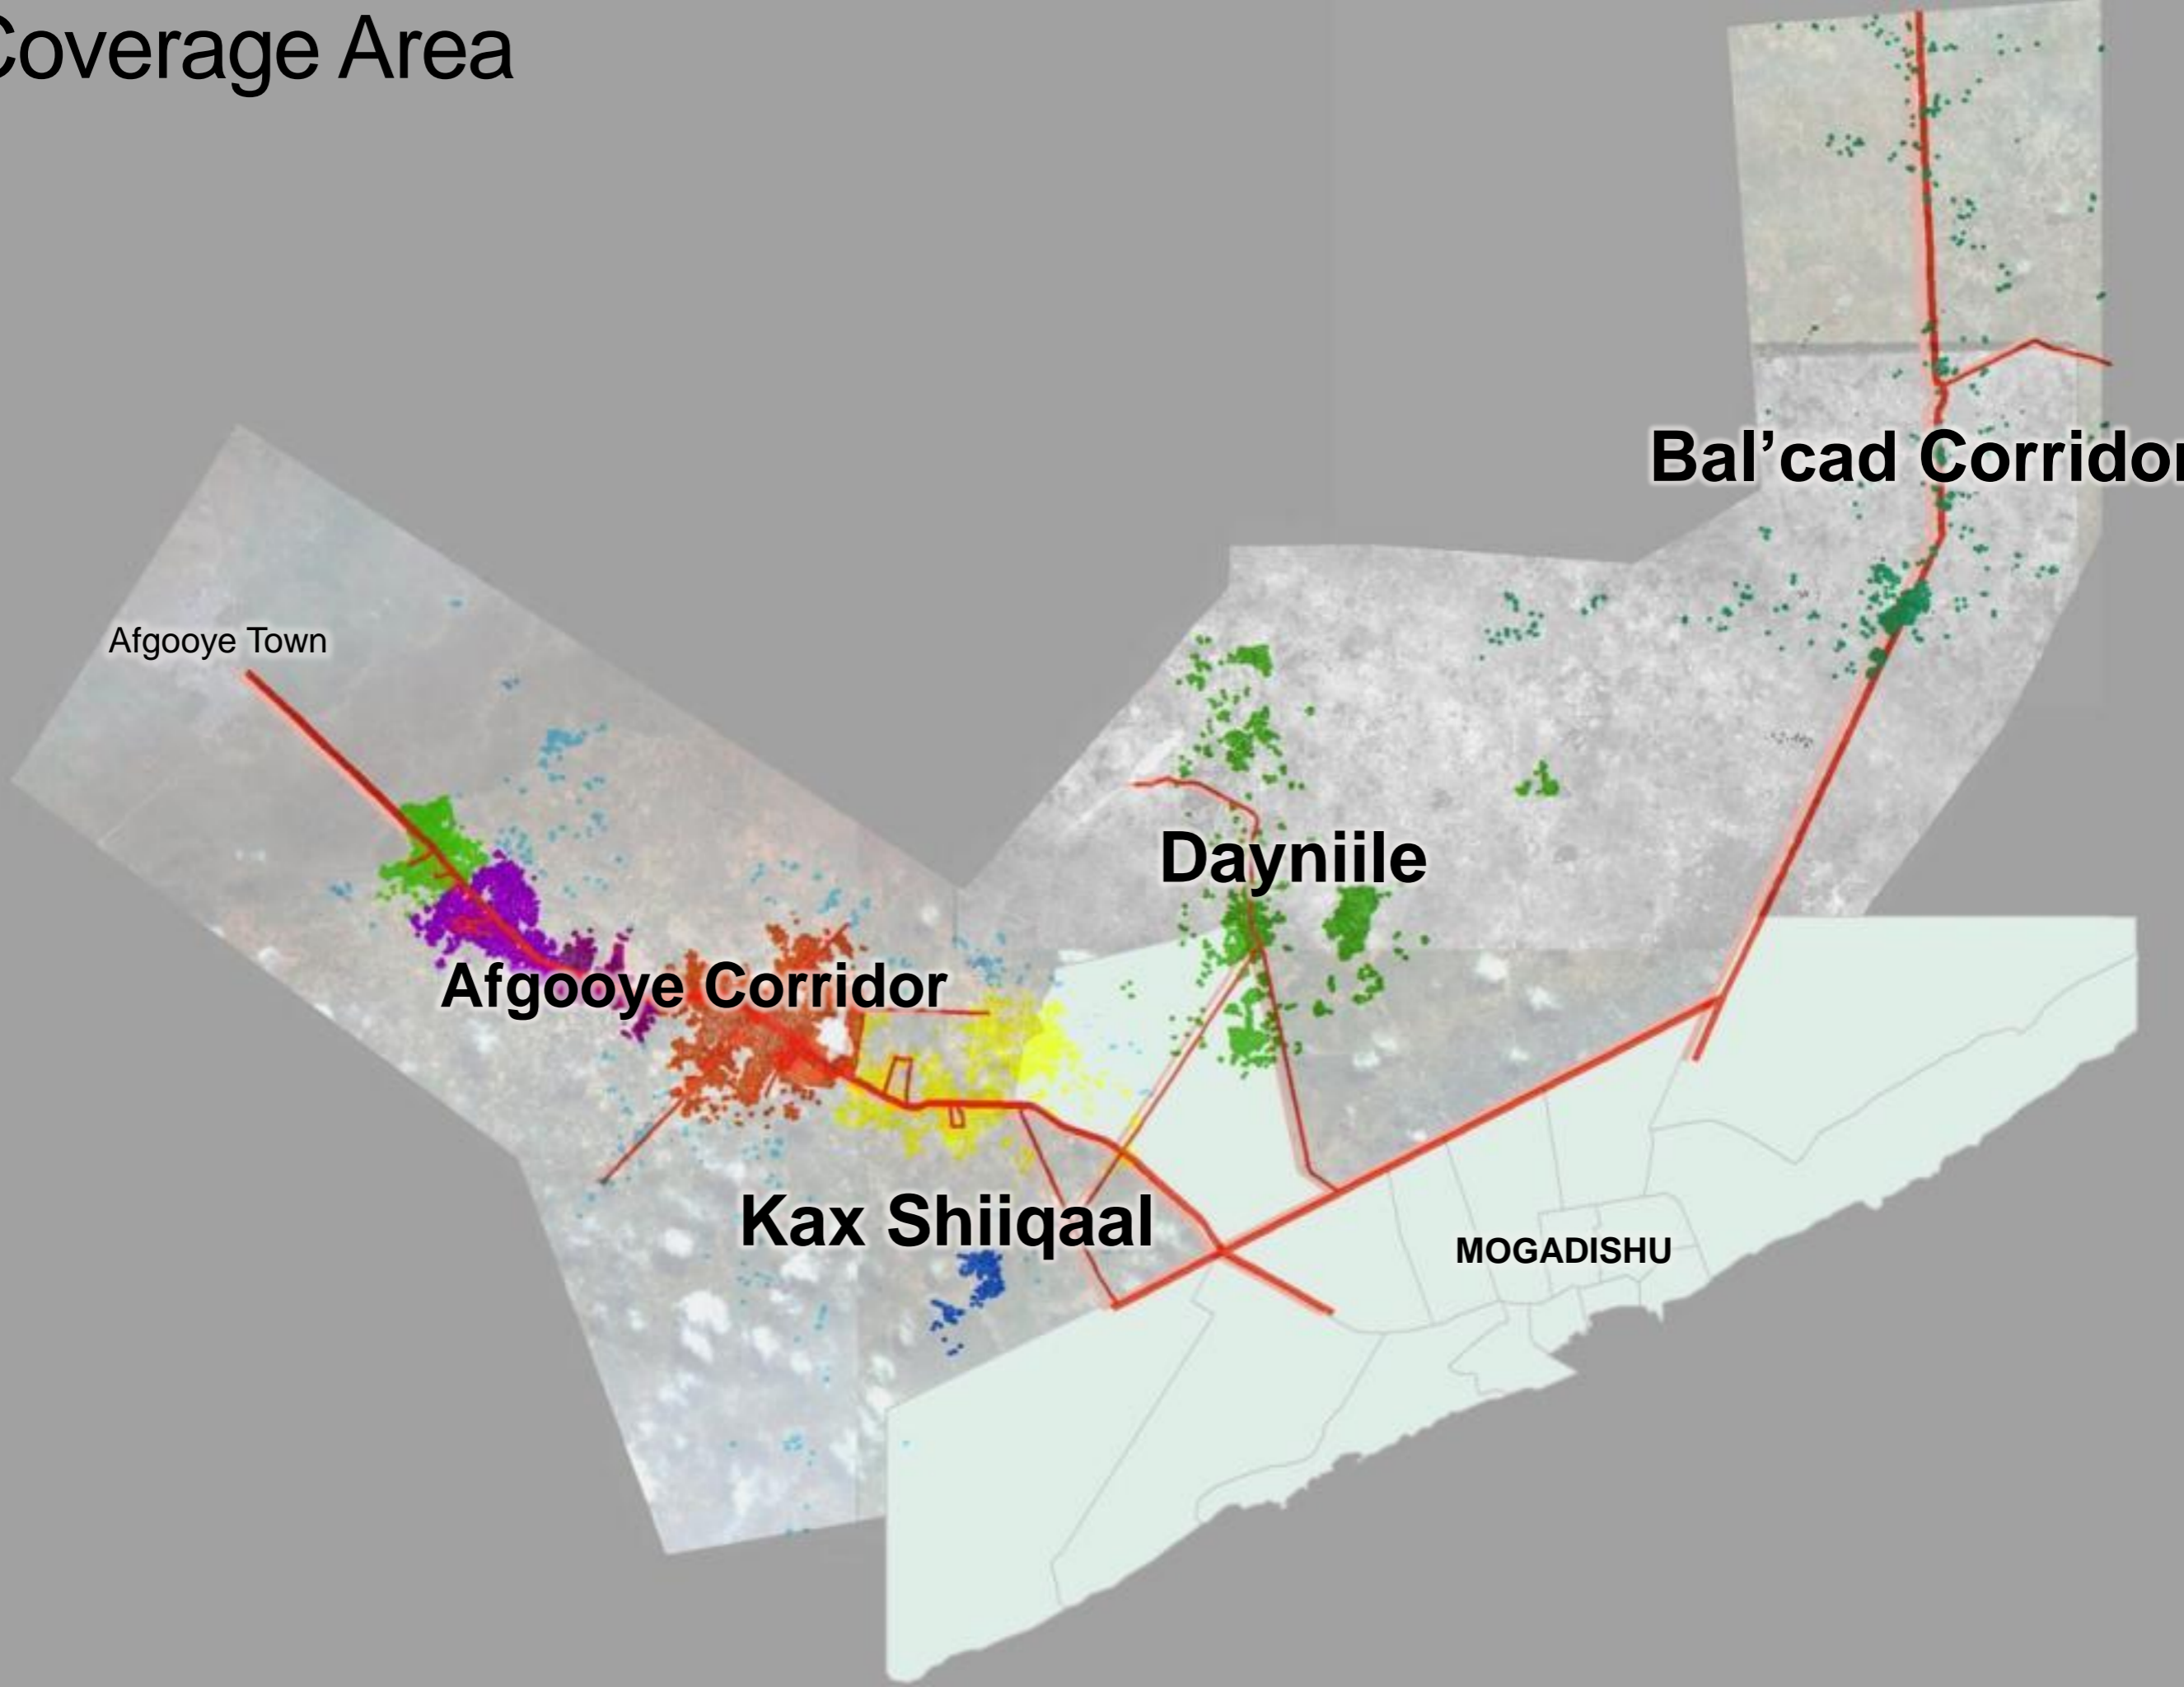 Coverage Area
Bal’cad Corridor
Afgooye Town
Dayniile
Afgooye Corridor
Kax Shiiqaal
MOGADISHU